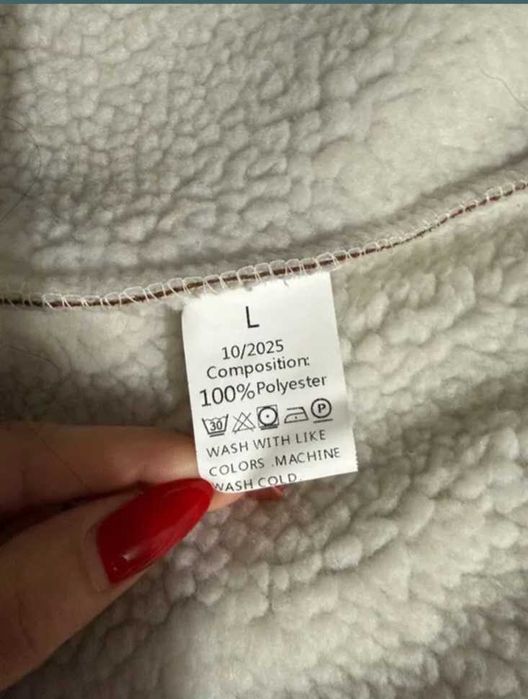 L
10/2025
Composition:
100% Polyester
30 P
WASH WITH LIKE
COLORS .MACHINE
WASH COLD.